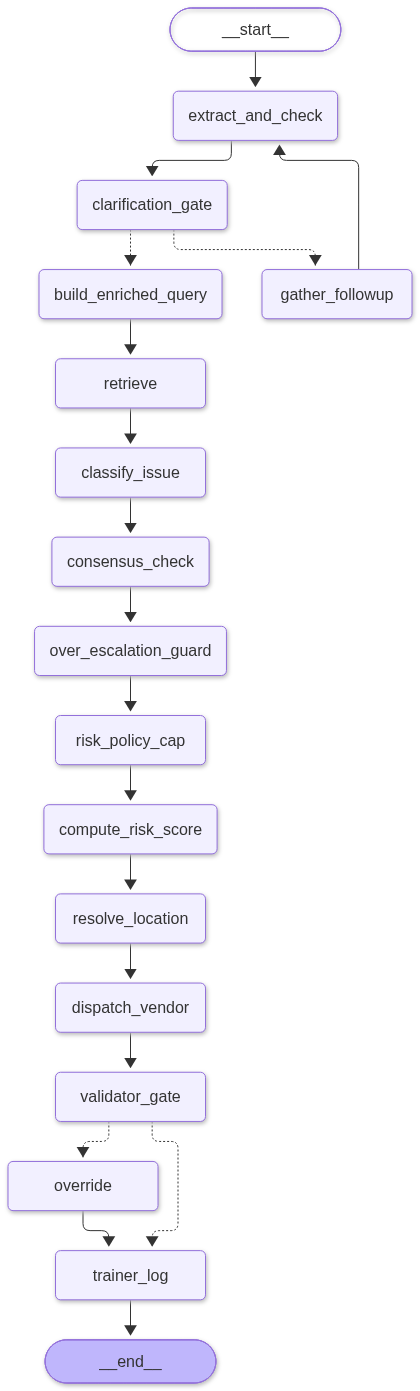 __start__
extract_and_check
clarification_gate
build_enriched_query
gather_followup
retrieve
classify_issue
consensus_check
over_escalation_guard
risk_policy_cap
compute_risk_score
resolve_location
dispatch_vendor
validator_gate
override
trainer_log
__end__